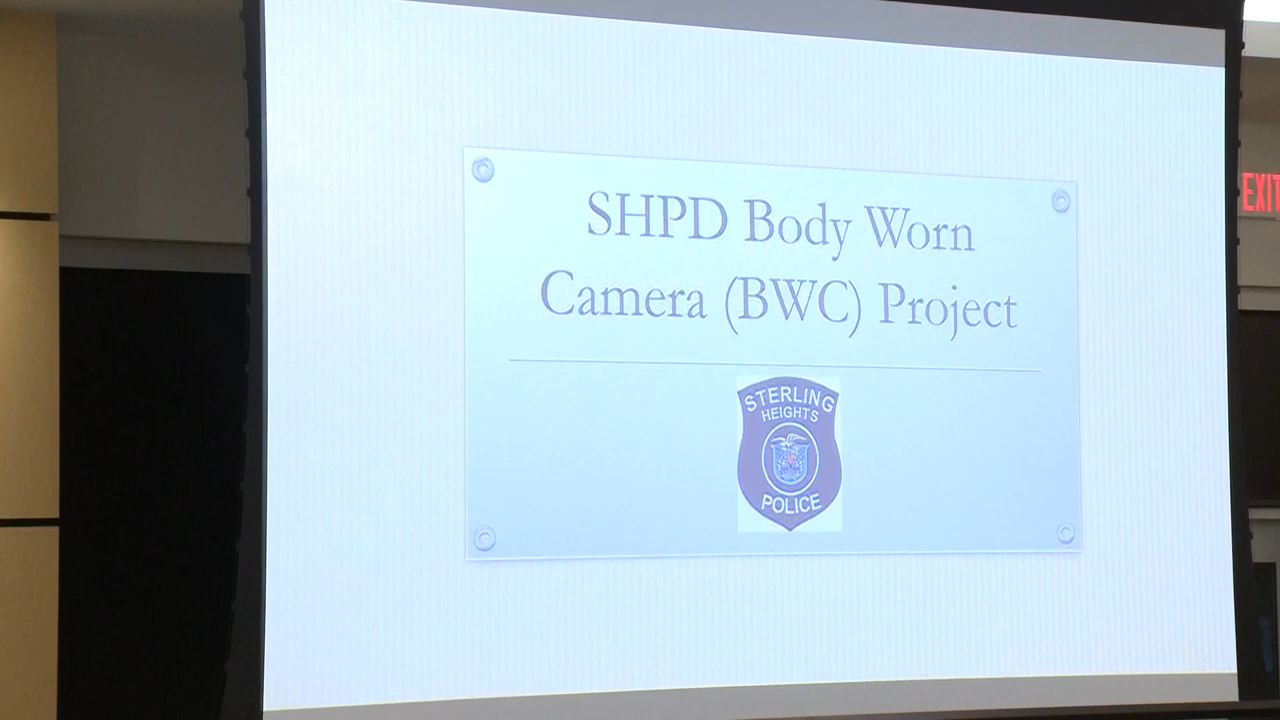 SHPD Body Worn
Camera (BWC) Project
STERLING
HEIGHTS
POLICE
EXIT